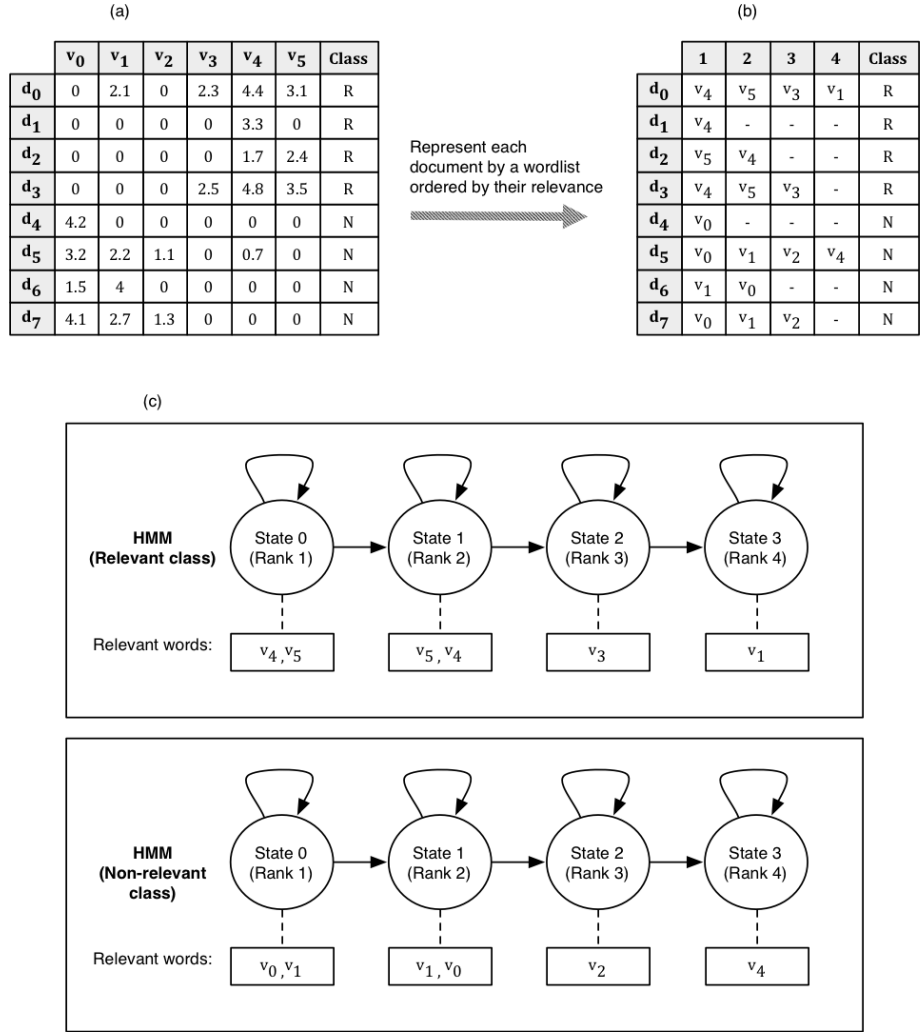 (a)
v0 v1 v2 v3 v4 v5 Class
d0 0 2.1 0 2.3 4.4 3.1 R
d1 0 0 0 0 3.3 0 R
d2 0 0 0 0 1.7 2.4 R
d3 0 0 0 2.5 4.8 3.5 R
d4 4.2 0 0 0 0 0 N
d5 3.2 2.2 1.1 0 0.7 0 N
d6 1.5 4 0 0 0 0 N
d7 4.1 2.7 1.3 0 0 0 N
Represent each
document by a wordlist
ordered by their relevance
(b)
1 2 3 4 Class
d0 v4 v5 v3 v1 R
d1 v4 - - - R
d2 v5 v4 - - R
d3 v4 v5 v3 - R
d4 v0 - - - N
d5 v0 v1 v2 v4 N
d6 v1 v0 - - N
d7 v0 v1 v2 - N
(c)
HMM
(Relevant class)
State 0
(Rank 1)
State 1
(Rank 2)
State 2
(Rank 3)
State 3
(Rank 4)
Relevant words:
v4 ,v5
v5 , v4
v3
v1
HMM
(Non-relevant
class)
State 0
(Rank 1)
State 1
(Rank 2)
State 2
(Rank 3)
State 3
(Rank 4)
Relevant words:
v0 ,v1
v1 , v0
v2
v4